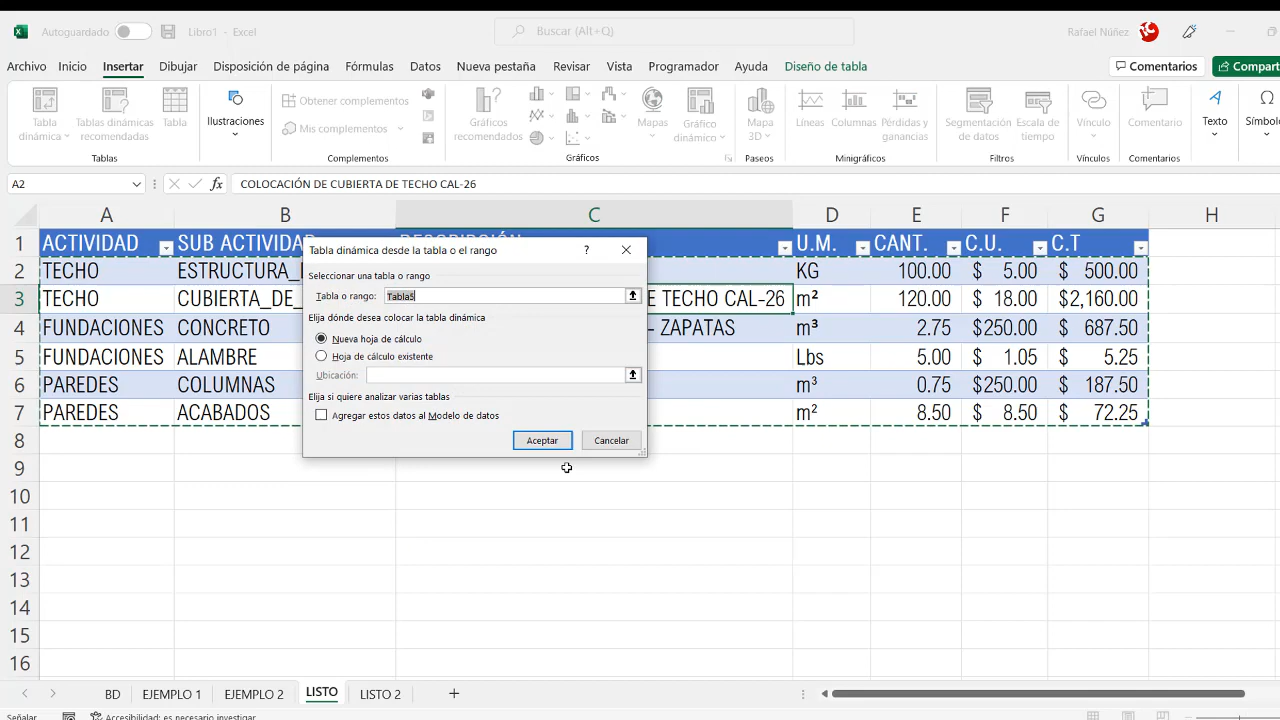 Autoguardado Libro1 - Excel Buscar (Alt+Q) Rafael Núñez
Archivo Inicio Insertar Dibujar Disposición de página Fórmulas Datos Nueva pestaña Revisar Vista Programador Ayuda Diseño de tabla Comentarios Compart
Tabla dinámica
Tablas dinámicas recomendadas
Tabla
Tablas
Ilustraciones
Obtener complementos
Mis complementos
Complementos
Gráficos recomendados
Mapas
Gráfico dinámico
Gráficos
Mapa 3D
Paseos
Líneas Columnas Pérdidas y ganancias
Minigráficos
Segmentación de datos
Escala de tiempo
Filtros
Vínculo
Vínculos
Comentario
Comentarios
Texto
Símbolo
A2 fx COLOCACIÓN DE CUBIERTA DE TECHO CAL-26
A B C D E F G H
1 ACTIVIDAD SUB ACTIVIDAD DESCRIPCIÓN U.M. CANT. C.U. C.T
2 TECHO ESTRUCTURA_ KG 100.00 $ 5.00 $ 500.00
3 TECHO CUBIERTA_DE_ E TECHO CAL-26 m² 120.00 $ 18.00 $2,160.00
4 FUNDACIONES CONCRETO - ZAPATAS m³ 2.75 $250.00 $ 687.50
5 FUNDACIONES ALAMBRE Lbs 5.00 $ 1.05 $ 5.25
6 PAREDES COLUMNAS m³ 0.75 $250.00 $ 187.50
7 PAREDES ACABADOS m² 8.50 $ 8.50 $ 72.25
8
9
10
11
12
13
14
15
16
Tabla dinámica desde la tabla o el rango ?
Seleccionar una tabla o rango
Tabla o rango: Tabla5
Elija dónde desea colocar la tabla dinámica
Nueva hoja de cálculo
Hoja de cálculo existente
Ubicación:
Elija si quiere analizar varias tablas
Agregar estos datos al Modelo de datos
Aceptar Cancelar
BD EJEMPLO 1 EJEMPLO 2 LISTO LISTO 2
Señalar Accesibilidad: es necesario investigar